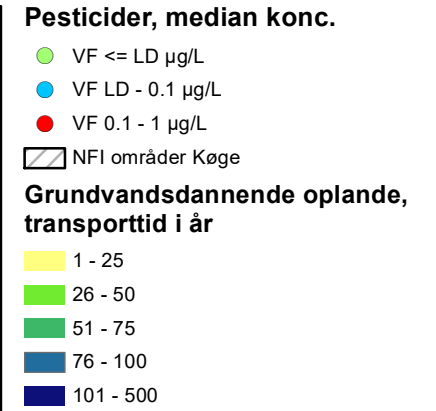 Pesticider, median konc.
VF <= LD µg/L
VF LD - 0.1 µg/L
VF 0.1 - 1 µg/L
NFI områder Køge
Grundvandsdannende oplande,
transporttid i år
1 - 25
26 - 50
51 - 75
76 - 100
101 - 500